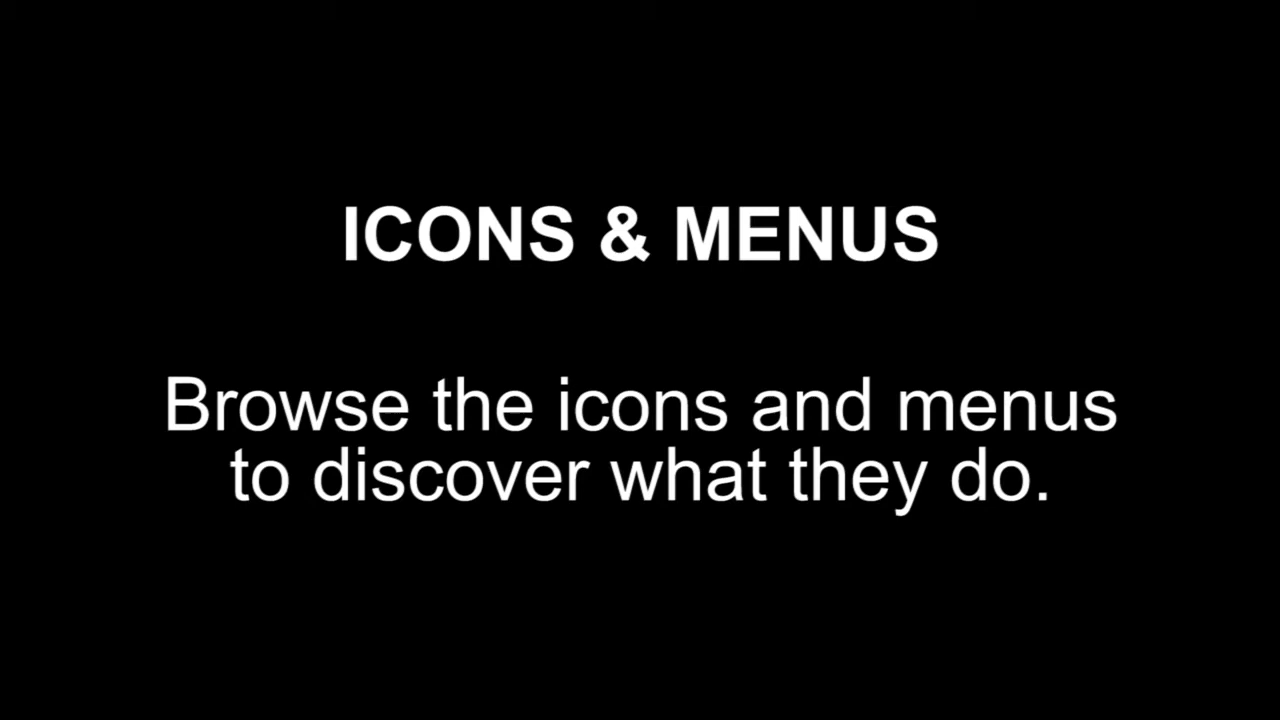 ICONS & MENUS
Browse the icons and menus
to discover what they do.